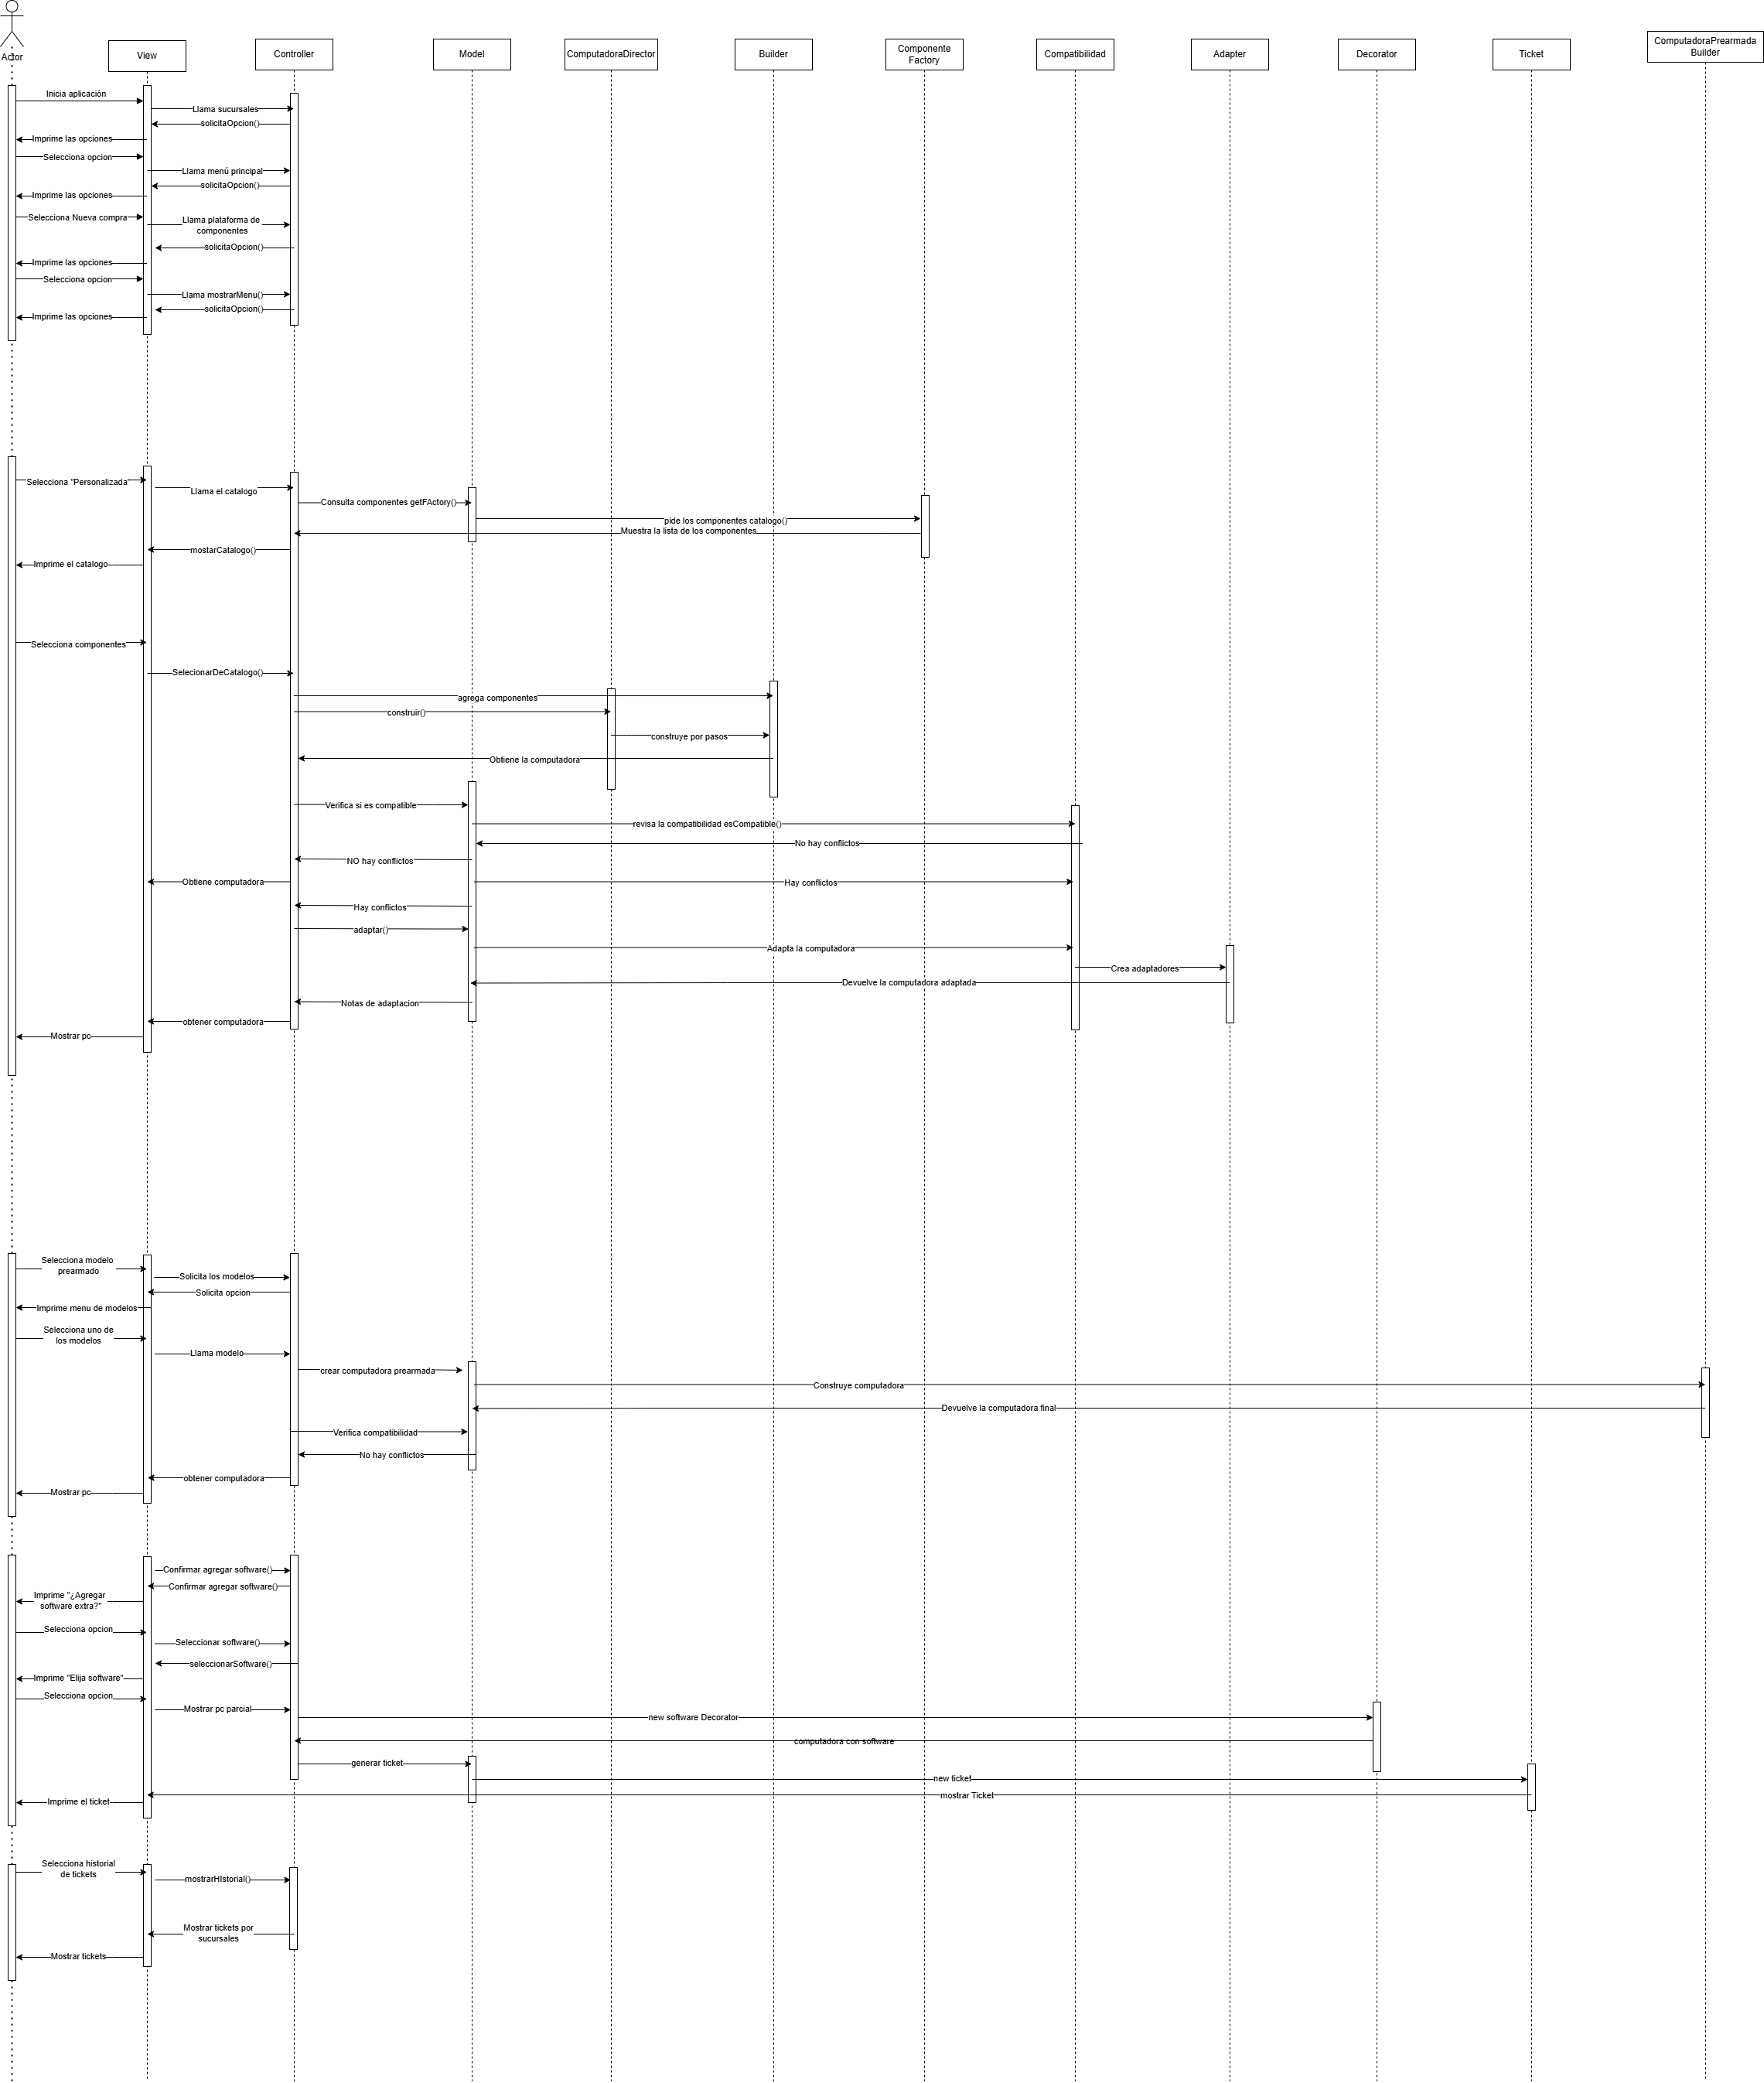 Actor
View
Controller
Model
ComputadoraDirector
Builder
Componente
Factory
Compatibilidad
Adapter
Decorator
Ticket
ComputadoraPrearmada
Builder
Inicia aplicación
Llama sucursales
solicitaOpcion()
Imprime las opciones
Selecciona opcion
Llama menú principal
solicitaOpcion()
Imprime las opciones
Selecciona Nueva compra
Llama plataforma de
componentes
solicitaOpcion()
Imprime las opciones
Selecciona opcion
Llama mostrarMenu()
solicitaOpcion()
Imprime las opciones
Selecciona "Personalizada
Llama el catalogo
Consulta componentes getFActory()
pide los componentes catalogo()
Muestra la lista de los componentes
mostarCatalogo()
Imprime el catalogo
Selecciona componentes
SelecionarDeCatalogo()
agrega componentes
construir()
construye por pasos
Obtiene la computadora
Verifica si es compatible
revisa la compatibilidad esCompatible()
No hay conflictos
NO hay conflictos
Obtiene computadora
Hay conflictos
Hay conflictos
adaptar()
Adapta la computadora
Crea adaptadores
Devuelve la computadora adaptada
Notas de adaptacion
obtener computadora
Mostrar pc
Selecciona modelo
prearmado
Solicita los modelos
Solicita opcion
Imprime menu de modelos
Selecciona uno de
los modelos
Llama modelo
crear computadora prearmada
Construye computadora
Devuelve la computadora final
Verifica compatibilidad
No hay conflictos
obtener computadora
Mostrar pc
Confirmar agregar software()
Confirmar agregar software()
Imprime "¿Agregar
software extra?"
Selecciona opcion
Seleccionar software()
seleccionarSoftware()
Imprime "Elija software"
Selecciona opcion
Mostrar pc parcial
new software Decorator
computadora con software
generar ticket
new ticket
mostrar Ticket
Imprime el ticket
Selecciona historial
de tickets
mostrarHIstorial()
Mostrar tickets por
sucursales
Mostrar tickets